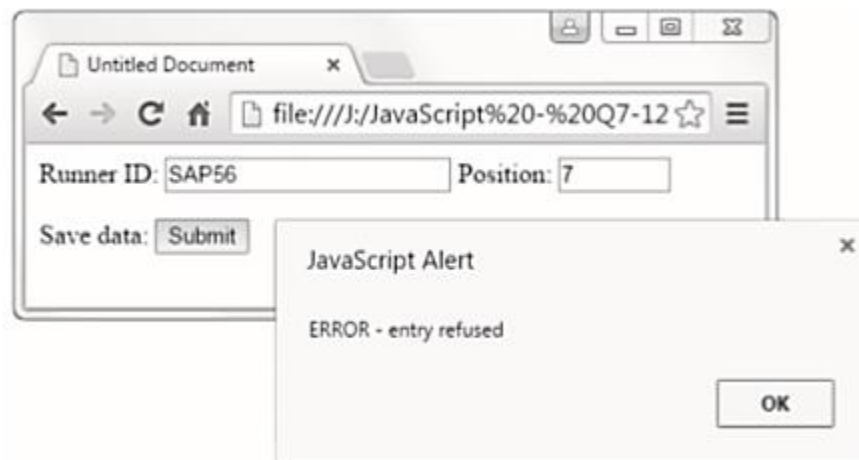 Untitled Document
file:///J:/JavaScript%20-%20Q7-12
Runner ID: SAP56 Position: 7
Save data: Submit
JavaScript Alert
ERROR - entry refused
OK